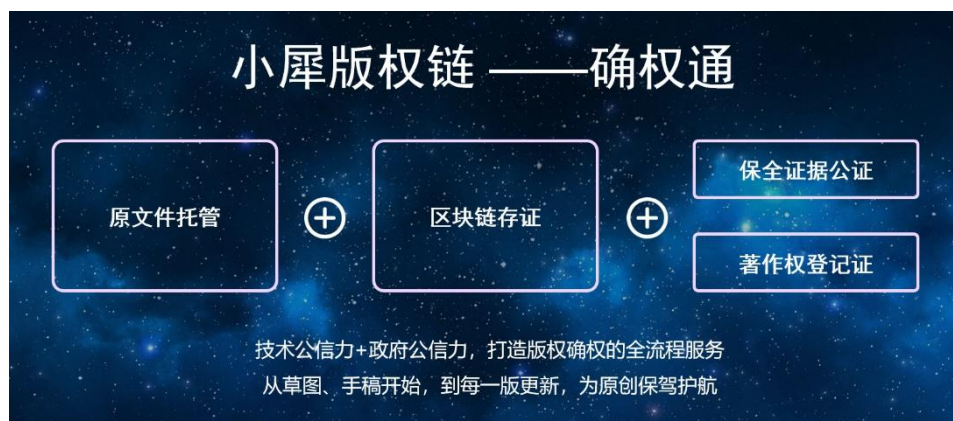 小犀版权链 ——确权通
原文件托管
区块链存证
保全证据公证
著作权登记证
技术公信力+政府公信力，打造版权确权的全流程服务
从草图、手稿开始，到每一版更新，为原创保驾护航